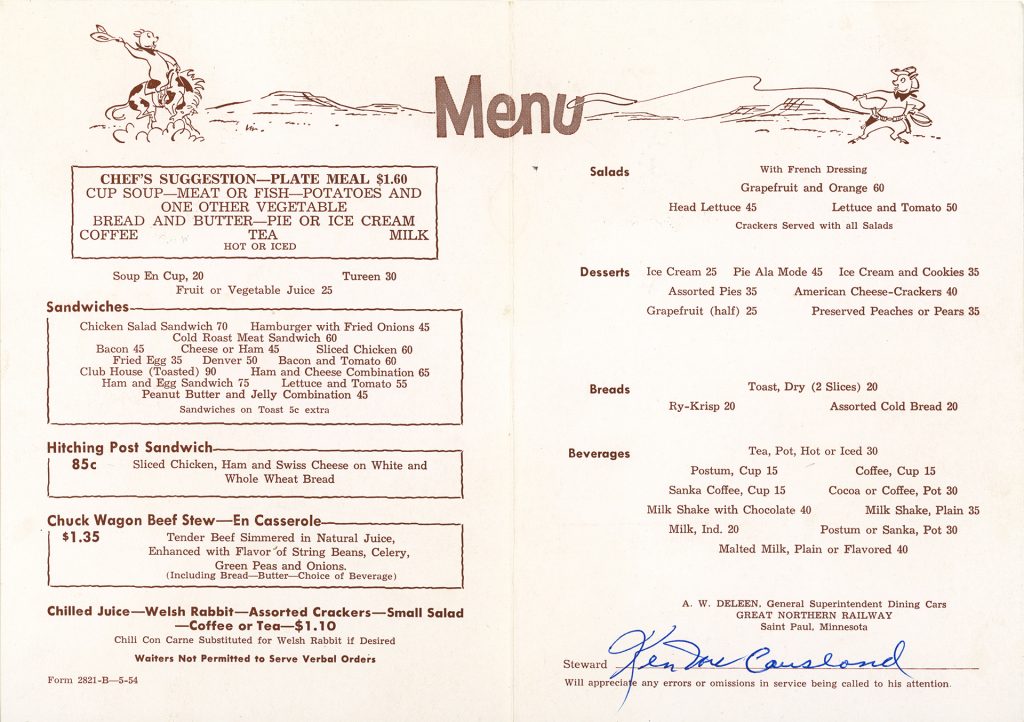 Menu
CHEF'S SUGGESTION—PLATE MEAL $1.60
CUP SOUP—MEAT OR FISH—POTATOES AND
ONE OTHER VEGETABLE
BREAD AND BUTTER—PIE OR ICE CREAM
COFFEE TEA MILK
HOT OR ICED
Soup En Cup, 20 Tureen 30
Fruit or Vegetable Juice 25
Sandwiches
Chicken Salad Sandwich 70 Hamburger with Fried Onions 45
Cold Roast Meat Sandwich 60
Bacon 45 Cheese or Ham 45 Sliced Chicken 60
Fried Egg 35 Denver 50 Bacon and Tomato 60
Club House (Toasted) 90 Ham and Cheese Combination 65
Ham and Egg Sandwich 75 Lettuce and Tomato 55
Peanut Butter and Jelly Combination 45
Sandwiches on Toast 5c extra
Hitching Post Sandwich
85c Sliced Chicken, Ham and Swiss Cheese on White and
Whole Wheat Bread
Chuck Wagon Beef Stew—En Casserole
$1.35 Tender Beef Simmered in Natural Juice,
Enhanced with Flavor of String Beans, Celery,
Green Peas and Onions.
(Including Bread—Butter—Choice of Beverage)
Chilled Juice—Welsh Rabbit—Assorted Crackers—Small Salad
—Coffee or Tea—$1.10
Chili Con Carne Substituted for Welsh Rabbit if Desired
Waiters Not Permitted to Serve Verbal Orders
Form 2821-B—5-54
Salads With French Dressing
Grapefruit and Orange 60
Head Lettuce 45 Lettuce and Tomato 50
Crackers Served with all Salads
Desserts Ice Cream 25 Pie Ala Mode 45 Ice Cream and Cookies 35
Assorted Pies 35 American Cheese-Crackers 40
Grapefruit (half) 25 Preserved Peaches or Pears 35
Breads Toast, Dry (2 Slices) 20
Ry-Krisp 20 Assorted Cold Bread 20
Beverages Tea, Pot, Hot or Iced 30
Postum, Cup 15 Coffee, Cup 15
Sanka Coffee, Cup 15 Cocoa or Coffee, Pot 30
Milk Shake with Chocolate 40 Milk Shake, Plain 35
Milk, Ind. 20 Postum or Sanka, Pot 30
Malted Milk, Plain or Flavored 40
A. W. DELEEN, General Superintendent Dining Cars
GREAT NORTHERN RAILWAY
Saint Paul, Minnesota
Steward Ken
Will appreciate any errors or omissions in service being called to his attention.